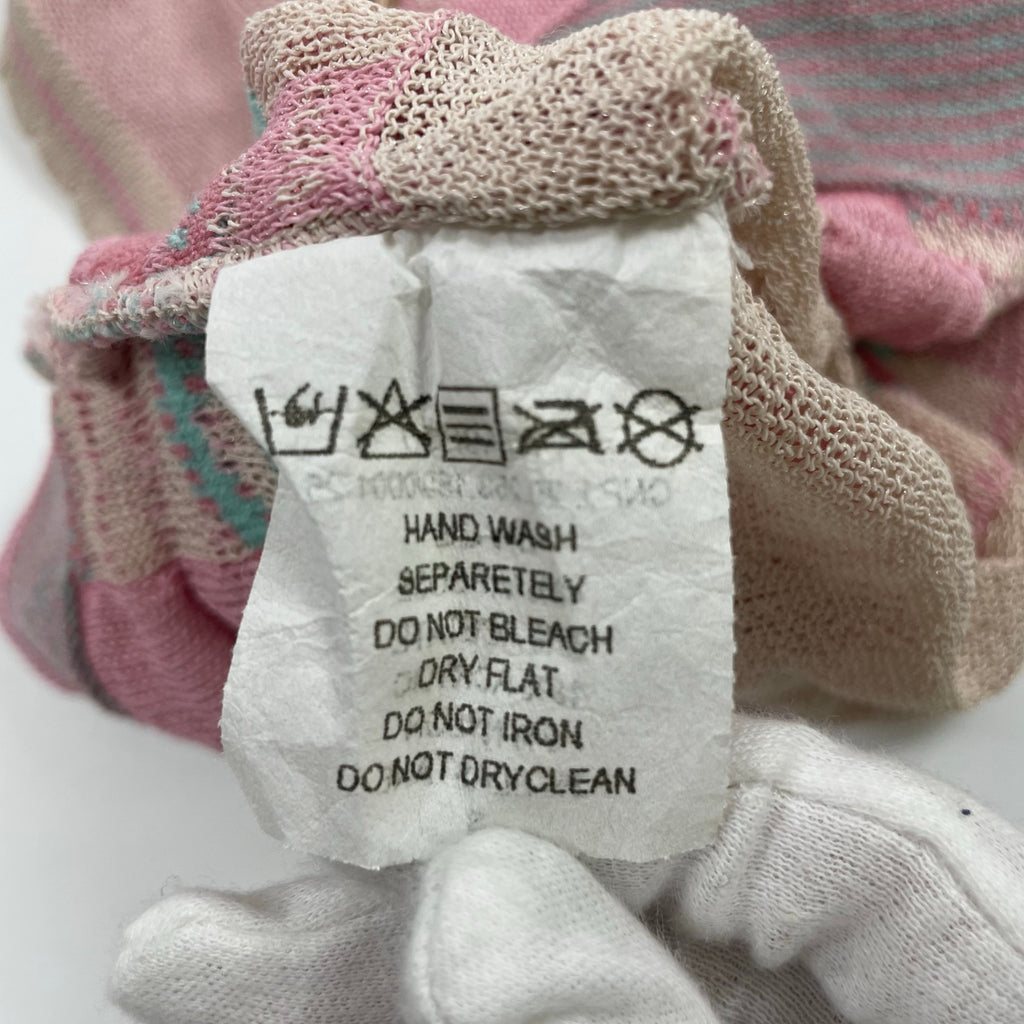 HAND WASH
SEPARETELY
DO NOT BLEACH
DRY FLAT
DO NOT IRON
DO NOT DRYCLEAN